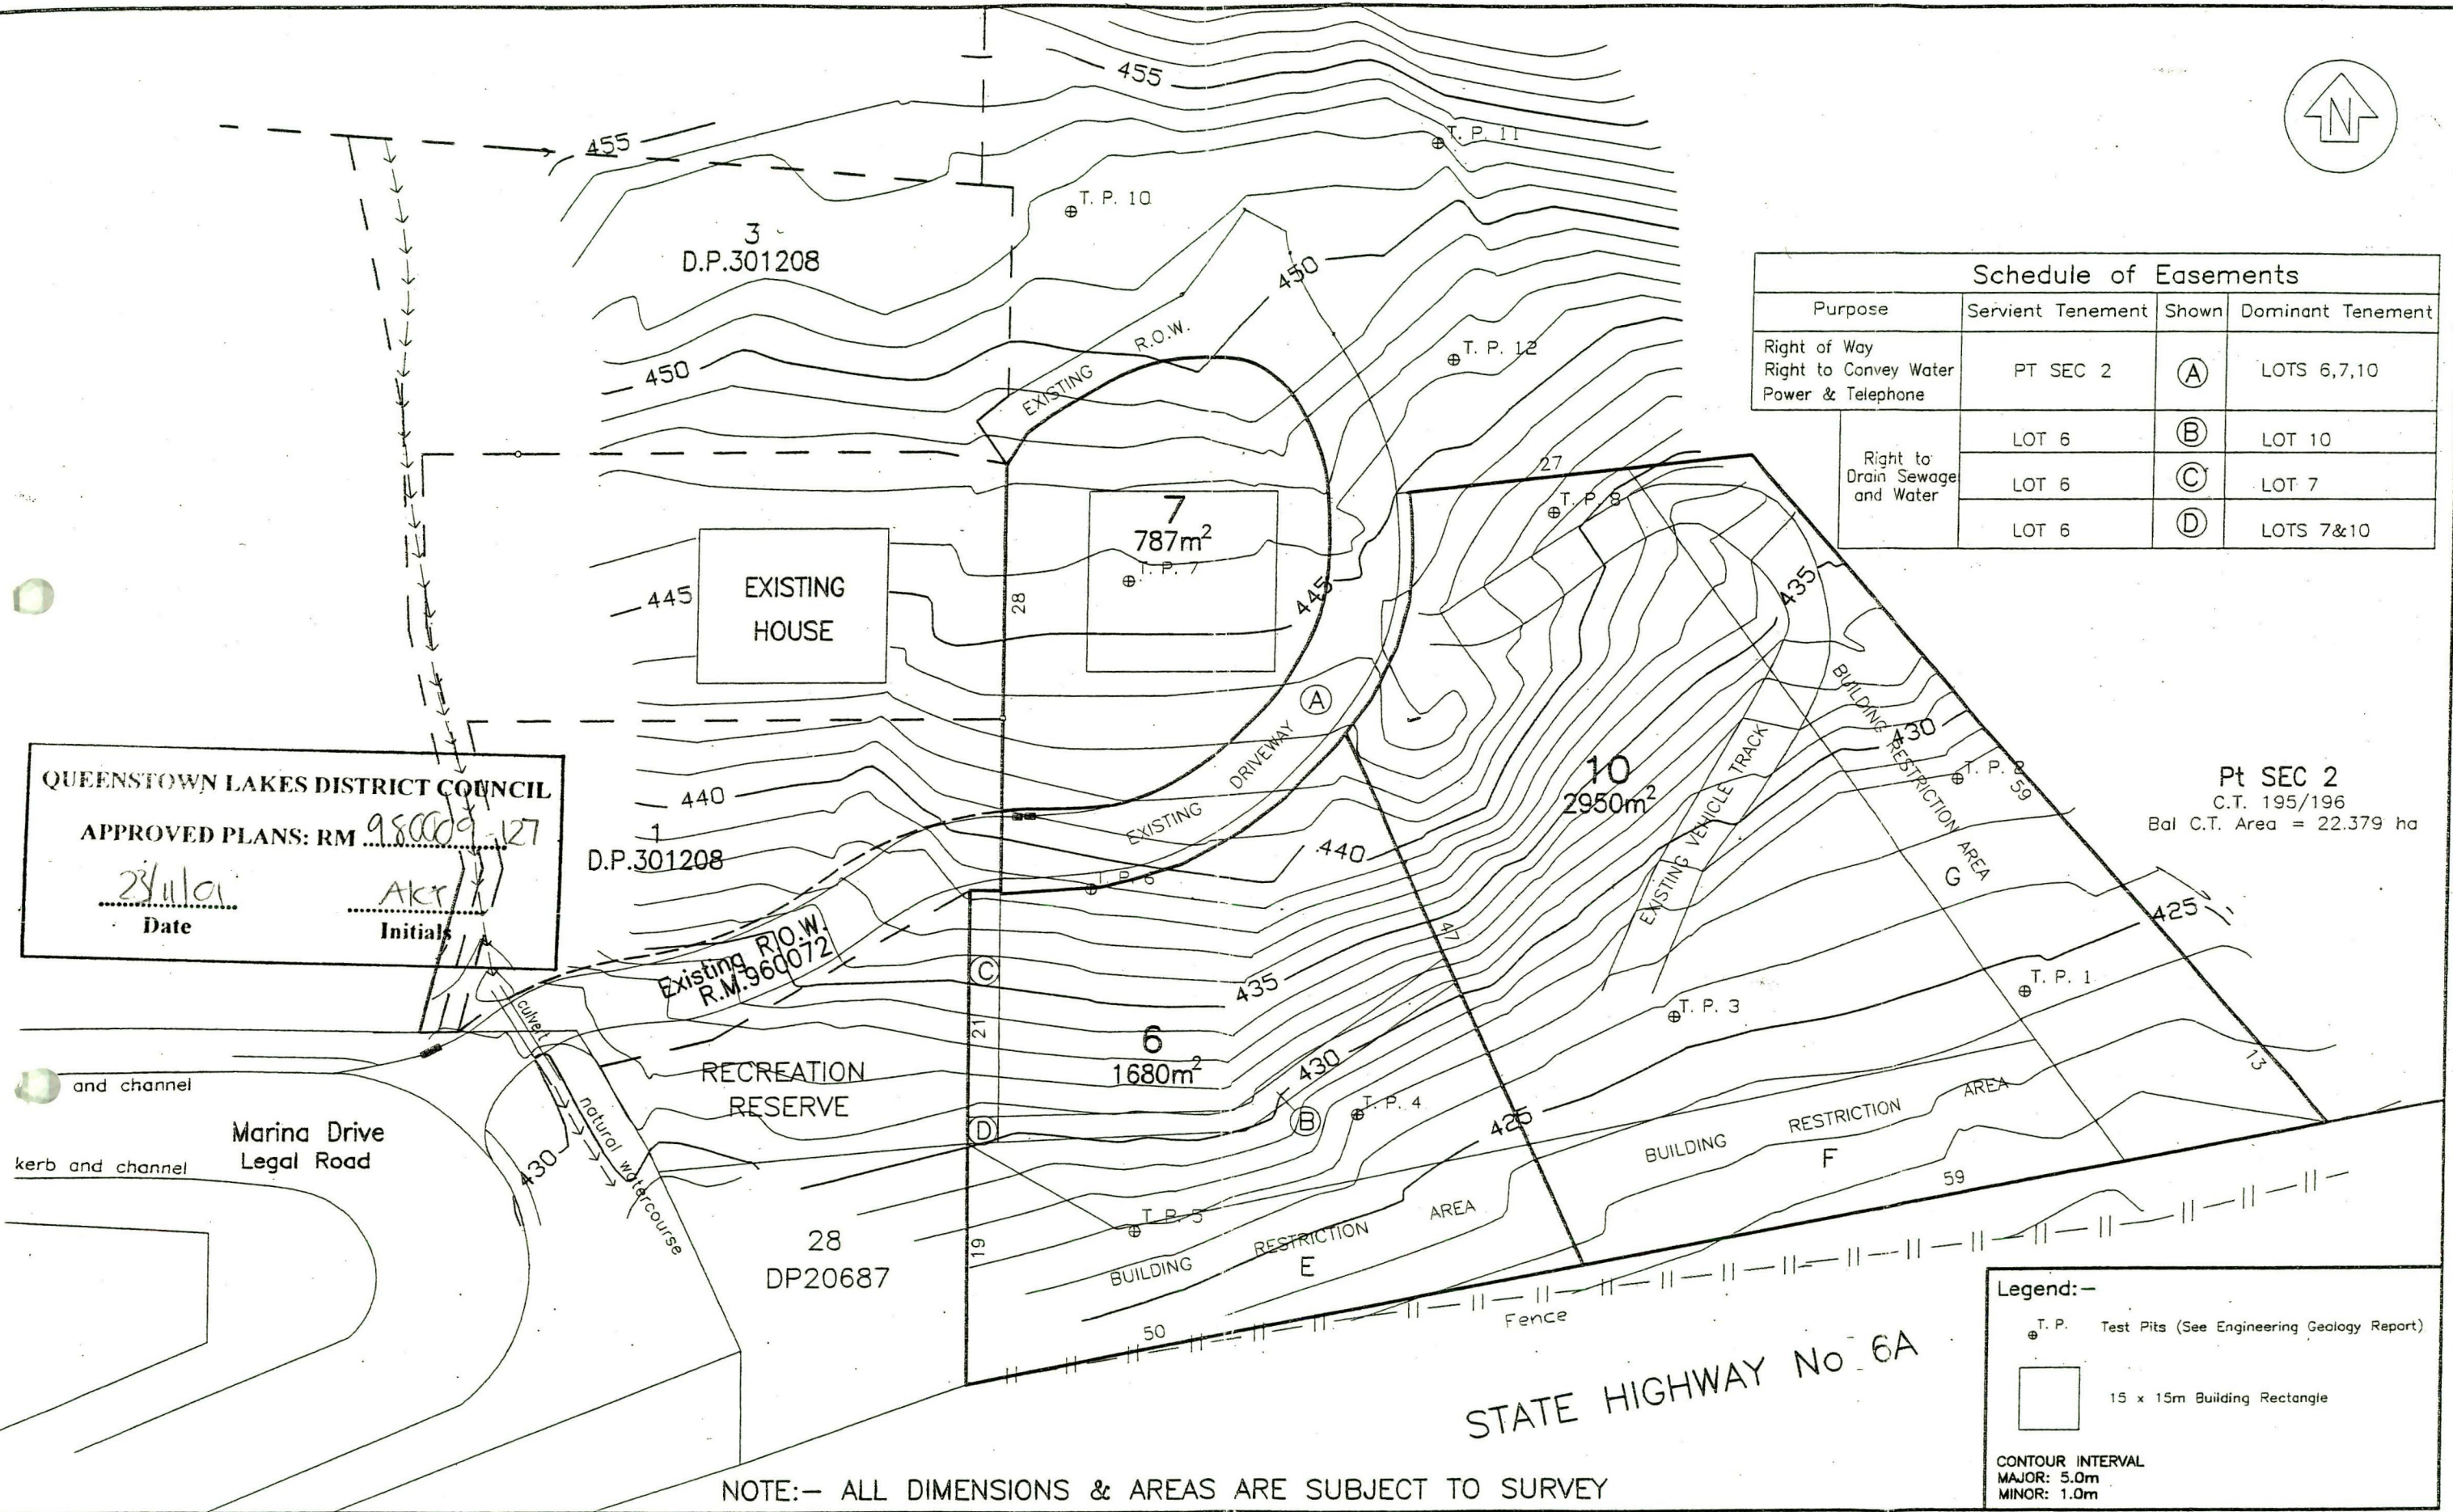 455
455
T. P. 11
N
T. P. 10
3
D.P.301208
450
EXISTING R.O.W.
450
T. P. 12
Schedule of Easements
Purpose Servient Tenement Shown Dominant Tenement
Right of Way
Right to Convey Water
Power & Telephone
PT SEC 2 A LOTS 6,7,10
Right to
Drain Sewage
and Water
LOT 6 B LOT 10
LOT 6 C LOT 7
LOT 6 D LOTS 7&10
27
T. P. 8
7
787m²
T. P. 7
EXISTING
HOUSE
445
28
445
435
A
EXISTING DRIVEWAY
BUILDING RESTRICTION AREA
G
430
10
2950m²
EXISTING VEHICLE TRACK
59
Pt SEC 2
C.T. 195/196
Bal C.T. Area = 22.379 ha
QUEENSTOWN LAKES DISTRICT COUNCIL
APPROVED PLANS: RM 980009-127
23/11/01
Date Initials
440
1
D.P.301208
440
T. P. 6
Existing R.O.W.
R.M.960072
C
47
435
425
T. P. 1
T. P. 3
culvert
21
6
1680m²
RECREATION
RESERVE
430
B
T. P. 4
D
425
13
and channel
Marina Drive
Legal Road
kerb and channel
430
natural watercourse
BUILDING RESTRICTION AREA
F
59
28
DP20687
T. P. 5
19
BUILDING RESTRICTION AREA
E
50
Fence
STATE HIGHWAY No 6A
Legend:-
T. P. Test Pits (See Engineering Geology Report)
15 x 15m Building Rectangle
CONTOUR INTERVAL
MAJOR: 5.0m
MINOR: 1.0m
NOTE:- ALL DIMENSIONS & AREAS ARE SUBJECT TO SURVEY